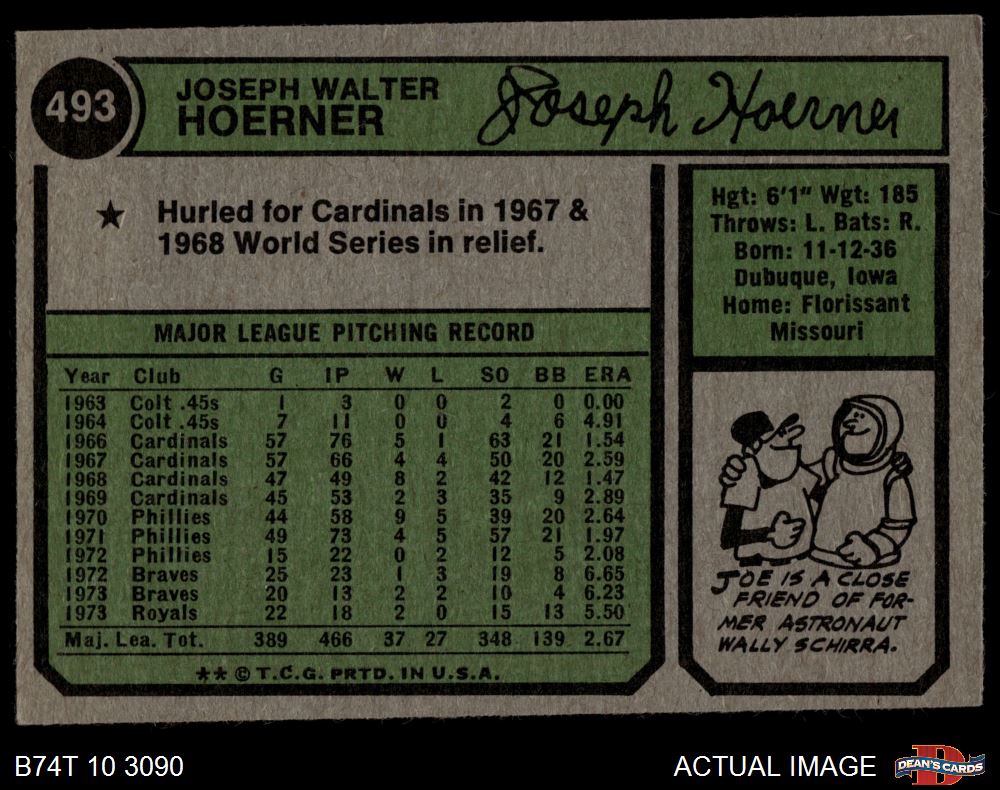 493
JOSEPH WALTER
HOERNER
Joseph Hoerner
★ Hurled for Cardinals in 1967 &
1968 World Series in relief.
Hgt: 6'1" Wgt: 185
Throws: L. Bats: R.
Born: 11-12-36
Dubuque, Iowa
Home: Florissant
Missouri
MAJOR LEAGUE PITCHING RECORD
Year Club G IP W L SO BB ERA
1963 Colt .45s 1 3 0 0 2 0 0.00
1964 Colt .45s 7 11 0 0 4 6 4.91
1966 Cardinals 57 76 5 1 63 21 1.54
1967 Cardinals 57 66 4 4 50 20 2.59
1968 Cardinals 47 49 8 2 42 12 1.47
1969 Cardinals 45 53 2 3 35 9 2.89
1970 Phillies 44 58 9 5 39 20 2.64
1971 Phillies 49 73 4 5 57 21 1.97
1972 Phillies 15 22 0 2 12 5 2.08
1972 Braves 25 23 1 3 19 8 6.65
1973 Braves 20 13 2 2 10 4 6.23
1973 Royals 22 18 2 0 15 13 5.50
Maj. Lea. Tot. 389 466 37 27 348 139 2.67
** © T.C.G. PRTD. IN U.S.A.
JOE IS A CLOSE
FRIEND OF FOR-
MER ASTRONAUT
WALLY SCHIRRA.
B74T 10 3090
ACTUAL IMAGE
DEAN'S CARDS